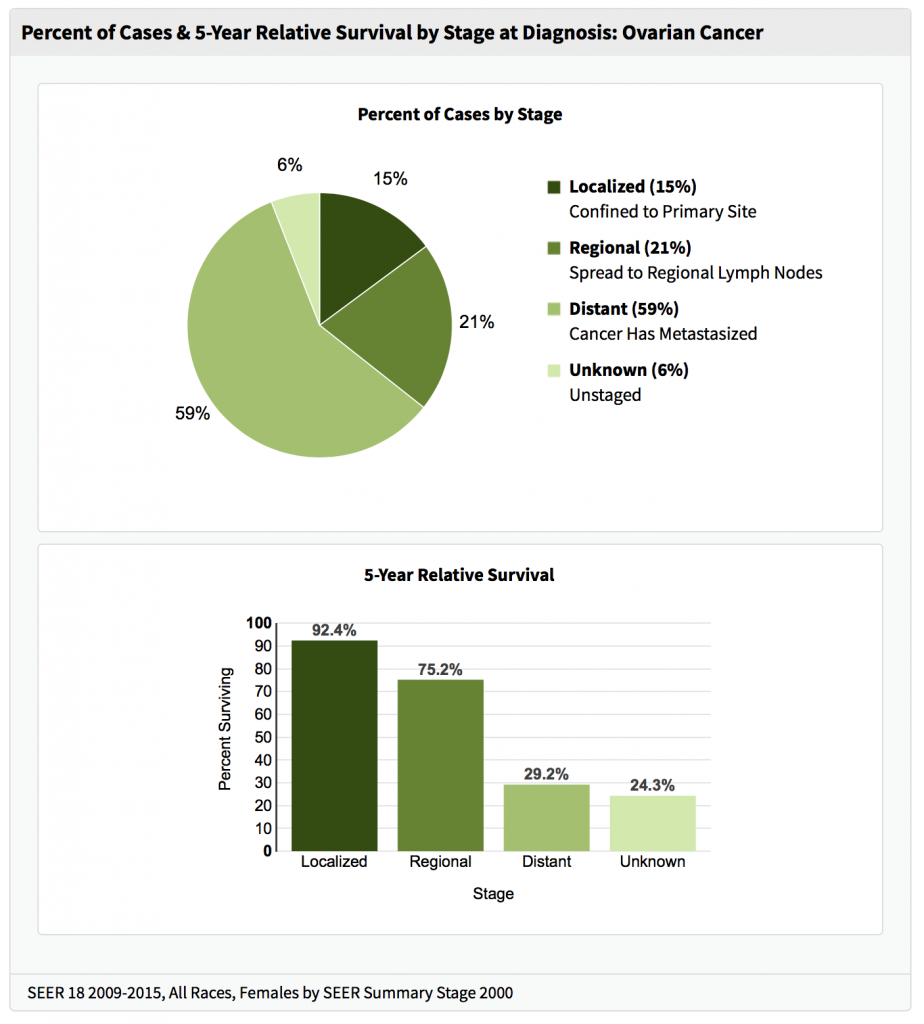 Percent of Cases & 5-Year Relative Survival by Stage at Diagnosis: Ovarian Cancer
Percent of Cases by Stage
6%
15%
21%
59%
Localized (15%)
Confined to Primary Site
Regional (21%)
Spread to Regional Lymph Nodes
Distant (59%)
Cancer Has Metastasized
Unknown (6%)
Unstaged
5-Year Relative Survival
Percent Surviving
100
90
80
70
60
50
40
30
20
10
0
92.4%
75.2%
29.2%
24.3%
Localized
Regional
Distant
Unknown
Stage
SEER 18 2009-2015, All Races, Females by SEER Summary Stage 2000